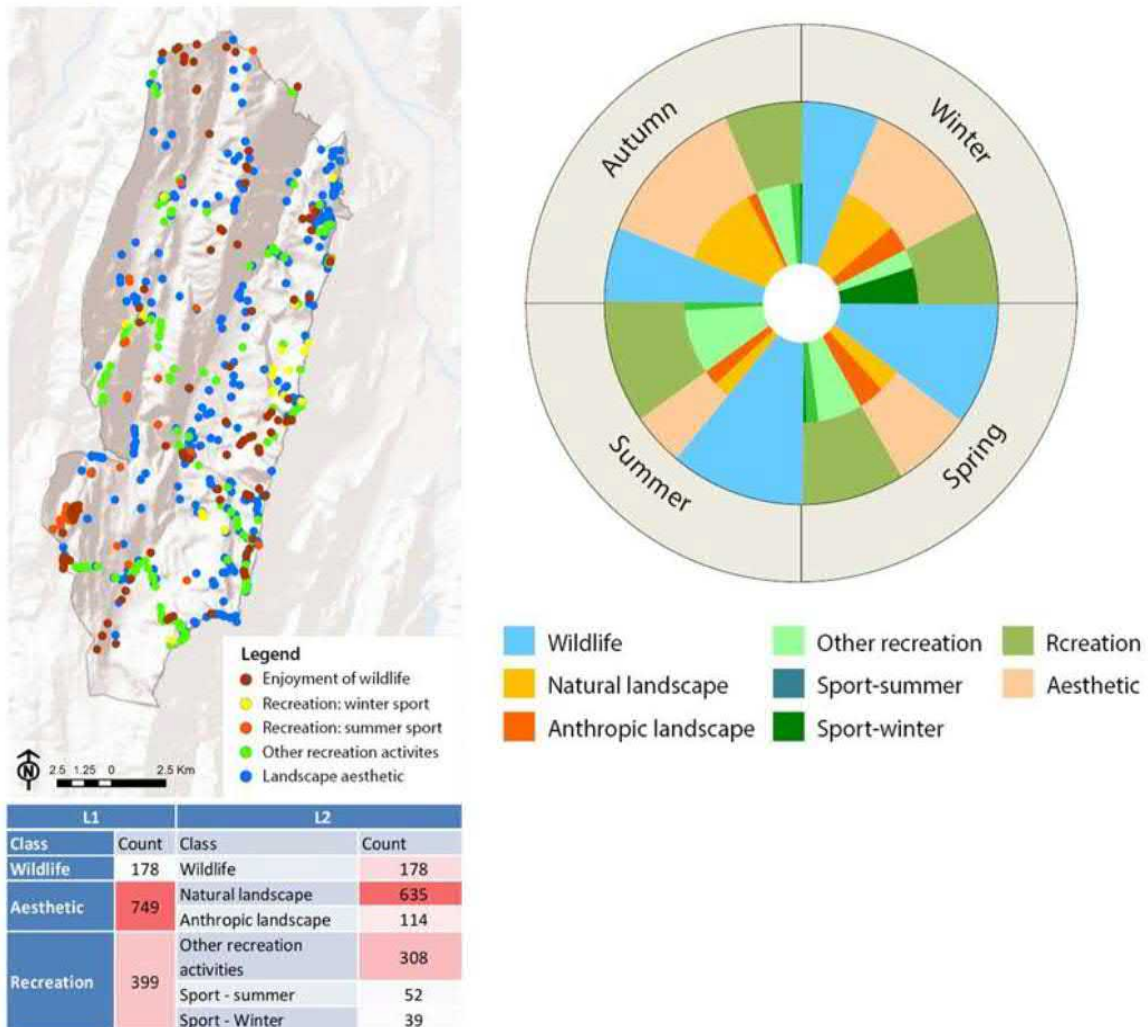 Legend
Enjoyment of wildlife
Recreation: winter sport
Recreation: summer sport
Other recreation activites
Landscape aesthetic
N
2.5 1.25 0 2.5 Km
L1 L2
Class Count Class Count
Wildlife 178 Wildlife 178
Aesthetic 749 Natural landscape 635
Anthropic landscape 114
Recreation 399 Other recreation
activities 308
Sport - summer 52
Sport - Winter 39
Autumn
Winter
Summer
Spring
Wildlife Other recreation Rcreation
Natural landscape Sport-summer Aesthetic
Anthropic landscape Sport-winter